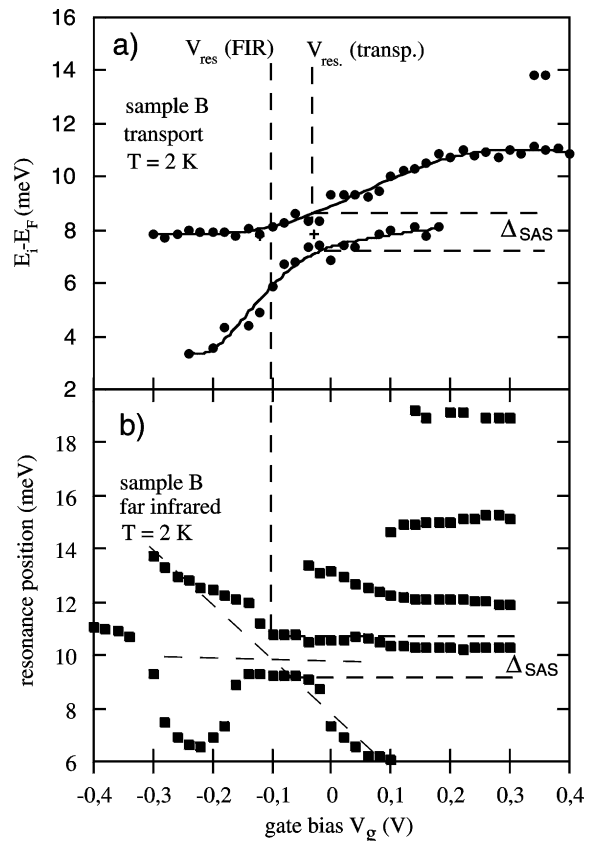 a)
V_res (FIR)
V_res. (transp.)
sample B
transport
T = 2 K
Δ_SAS
E_i-E_F (meV)
16
14
12
10
8
6
4
2
b)
sample B
far infrared
T = 2 K
Δ_SAS
resonance position (meV)
18
16
14
12
10
8
6
-0,4 -0,3 -0,2 -0,1 0 0,1 0,2 0,3 0,4
gate bias V_g (V)